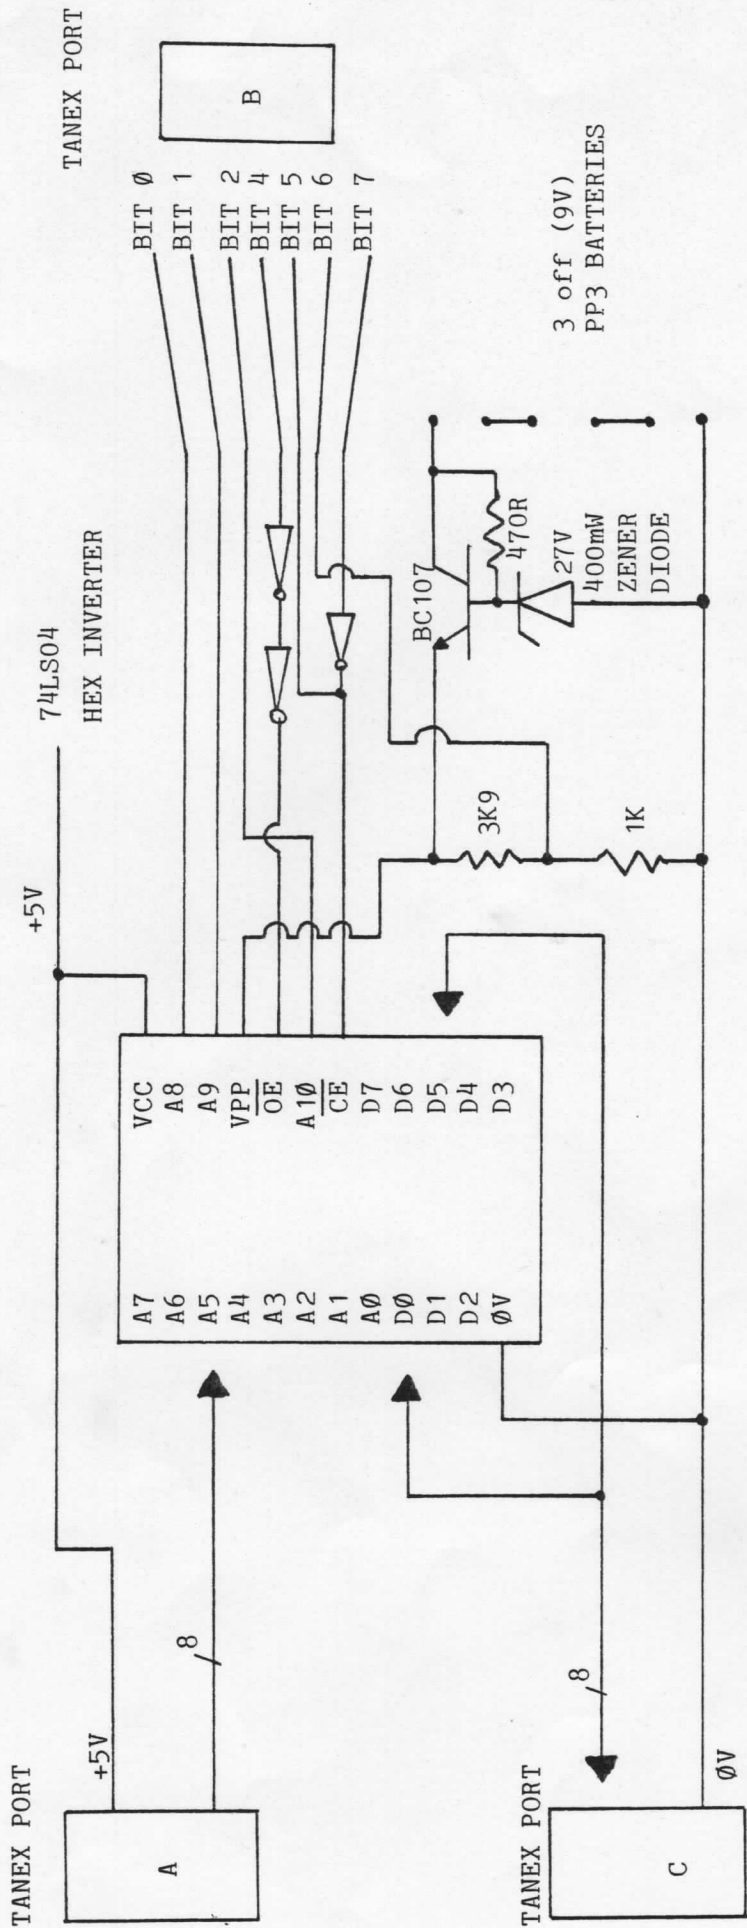 TANEX PORT
A
+5V
8
+5V
74LS04
HEX INVERTER
TANEX PORT
B
BIT Ø
BIT 1
BIT 2
BIT 4
BIT 5
BIT 6
BIT 7
A7
A6
A5
A4
A3
A2
A1
AØ
DØ
D1
D2
ØV
VCC
A8
A9
VPP
OE
A1Ø
CE
D7
D6
D5
D4
D3
BC107
470R
27V
400mW
ZENER
DIODE
3 off (9V)
PP3 BATTERIES
3K9
1K
TANEX PORT
C
8
ØV